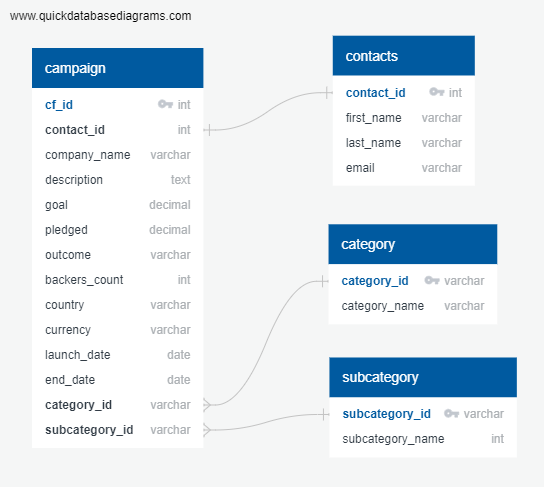 www.quickdatabasediagrams.com
campaign
cf_id int
contact_id int
company_name varchar
description text
goal decimal
pledged decimal
outcome varchar
backers_count int
country varchar
currency varchar
launch_date date
end_date date
category_id varchar
subcategory_id varchar
contacts
contact_id int
first_name varchar
last_name varchar
email varchar
category
category_id varchar
category_name varchar
subcategory
subcategory_id varchar
subcategory_name int